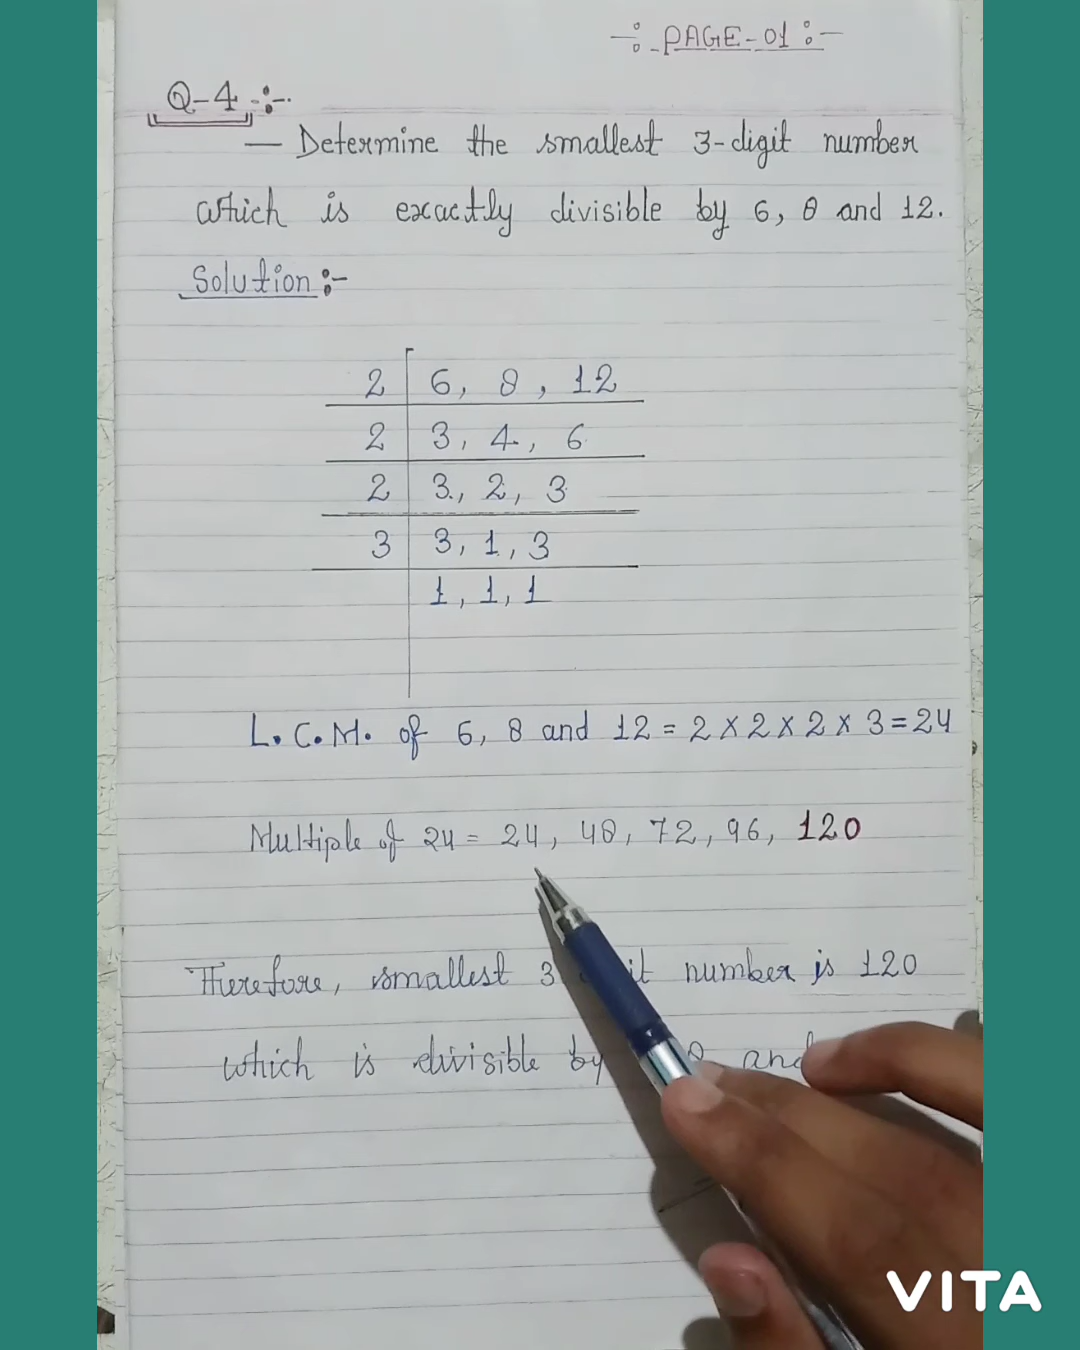 -: PAGE-01 :-
Q-4 :-
— Determine the smallest 3-digit number
which is exactly divisible by 6, 8 and 12.
Solution :-
2 | 6, 8, 12
2 | 3, 4, 6
2 | 3, 2, 3
3 | 3, 1, 3
1, 1, 1
L.C.M. of 6, 8 and 12 = 2 × 2 × 2 × 3 = 24
Multiple of 24 = 24, 48, 72, 96, 120
Therefore, smallest 3 number is 120
which is divisible by 8 and
VITA